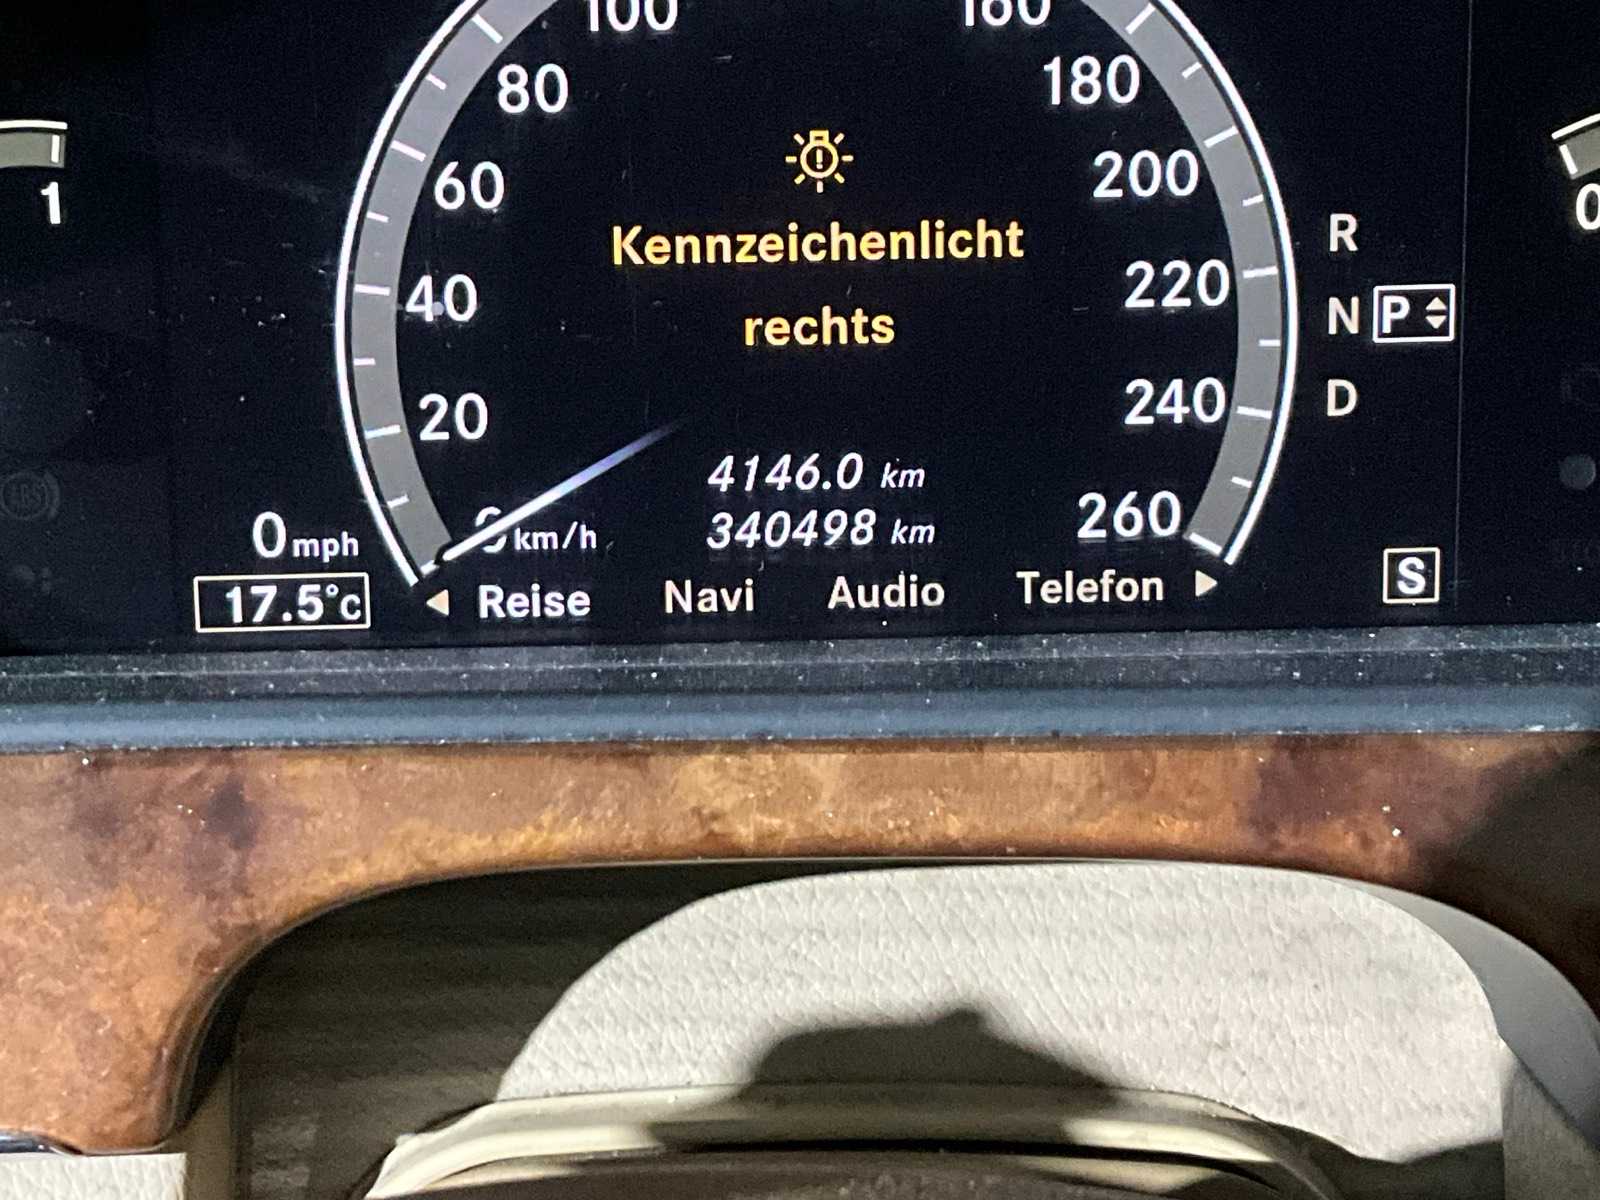 100
160
80
180
60
200
1
0
Kennzeichenlicht
R
40
220
N P
rechts
D
20
240
4146.0 km
0 mph
km/h
340498 km
260
17.5°C
Reise Navi Audio Telefon
S